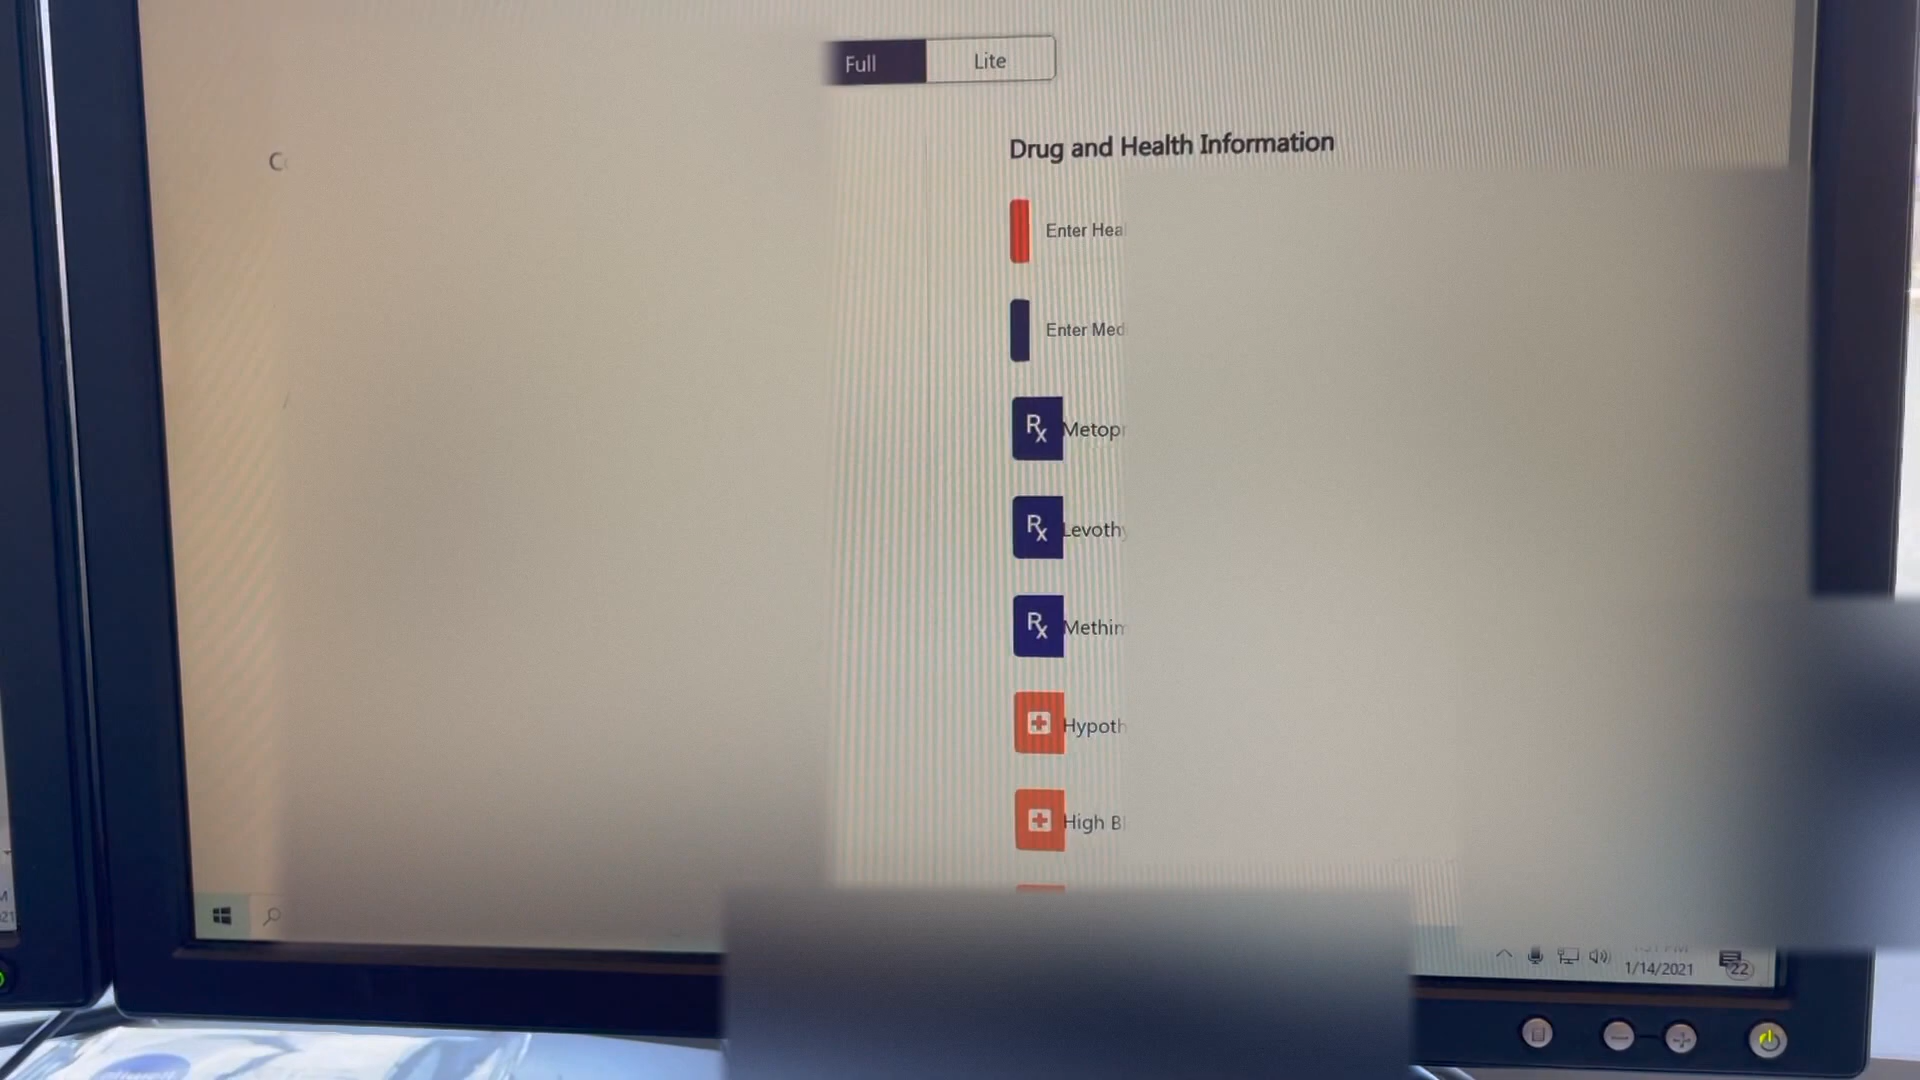 Full
Lite
Drug and Health Information
Enter Hea
Enter Med
Rx Metop
Rx Levoth
Rx Methim
Hypoth
High B
1/14/2021
22